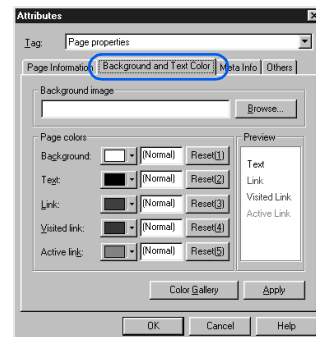 Attributes
Tag: Page properties
Page Information Background and Text Color Meta Info Others
Background image
Browse...
Page colors Preview
Background: (Normal) Reset(1)
Text: (Normal) Reset(2)
Link: (Normal) Reset(3)
Visited link: (Normal) Reset(4)
Active link: (Normal) Reset(5)
Text
Link
Visited Link
Active Link
Color Gallery Apply
OK Cancel Help